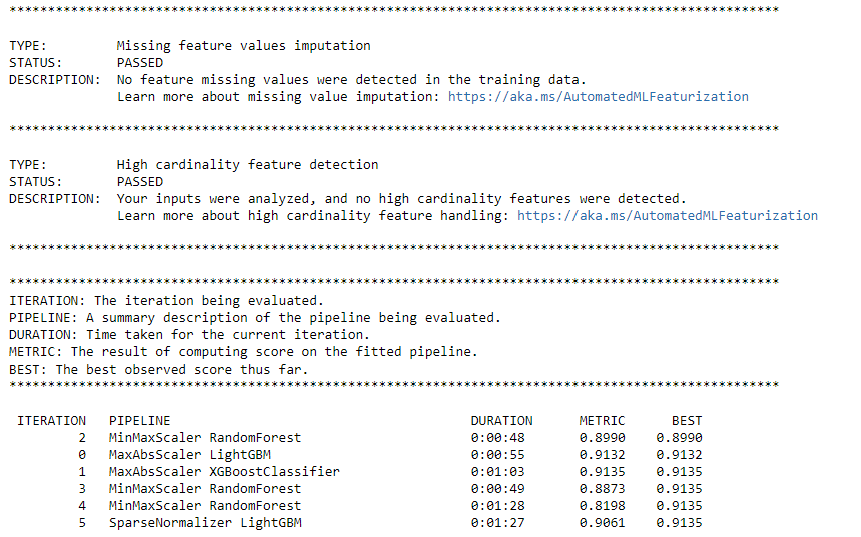 ****************************************************************************************************
TYPE:         Missing feature values imputation
STATUS:       PASSED
DESCRIPTION:  No feature missing values were detected in the training data.
              Learn more about missing value imputation: https://aka.ms/AutomatedMLFeaturization
****************************************************************************************************
TYPE:         High cardinality feature detection
STATUS:       PASSED
DESCRIPTION:  Your inputs were analyzed, and no high cardinality features were detected.
              Learn more about high cardinality feature handling: https://aka.ms/AutomatedMLFeaturization
****************************************************************************************************
****************************************************************************************************
ITERATION: The iteration being evaluated.
PIPELINE: A summary description of the pipeline being evaluated.
DURATION: Time taken for the current iteration.
METRIC: The result of computing score on the fitted pipeline.
BEST: The best observed score thus far.
****************************************************************************************************
 ITERATION   PIPELINE                                       DURATION      METRIC      BEST
         2   MinMaxScaler RandomForest                      0:00:48       0.8990    0.8990
         0   MaxAbsScaler LightGBM                          0:00:55       0.9132    0.9132
         1   MaxAbsScaler XGBoostClassifier                 0:01:03       0.9135    0.9135
         3   MinMaxScaler RandomForest                      0:00:49       0.8873    0.9135
         4   MinMaxScaler RandomForest                      0:01:28       0.8198    0.9135
         5   SparseNormalizer LightGBM                      0:01:27       0.9061    0.9135